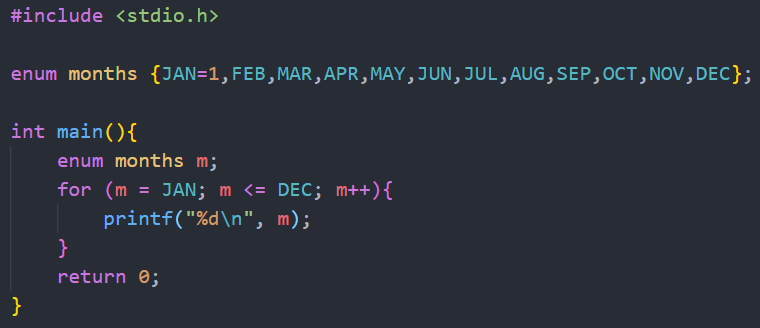 #include <stdio.h>
enum months {JAN=1,FEB,MAR,APR,MAY,JUN,JUL,AUG,SEP,OCT,NOV,DEC};
int main(){
    enum months m;
    for (m = JAN; m <= DEC; m++){
        printf("%d\n", m);
    }
    return 0;
}